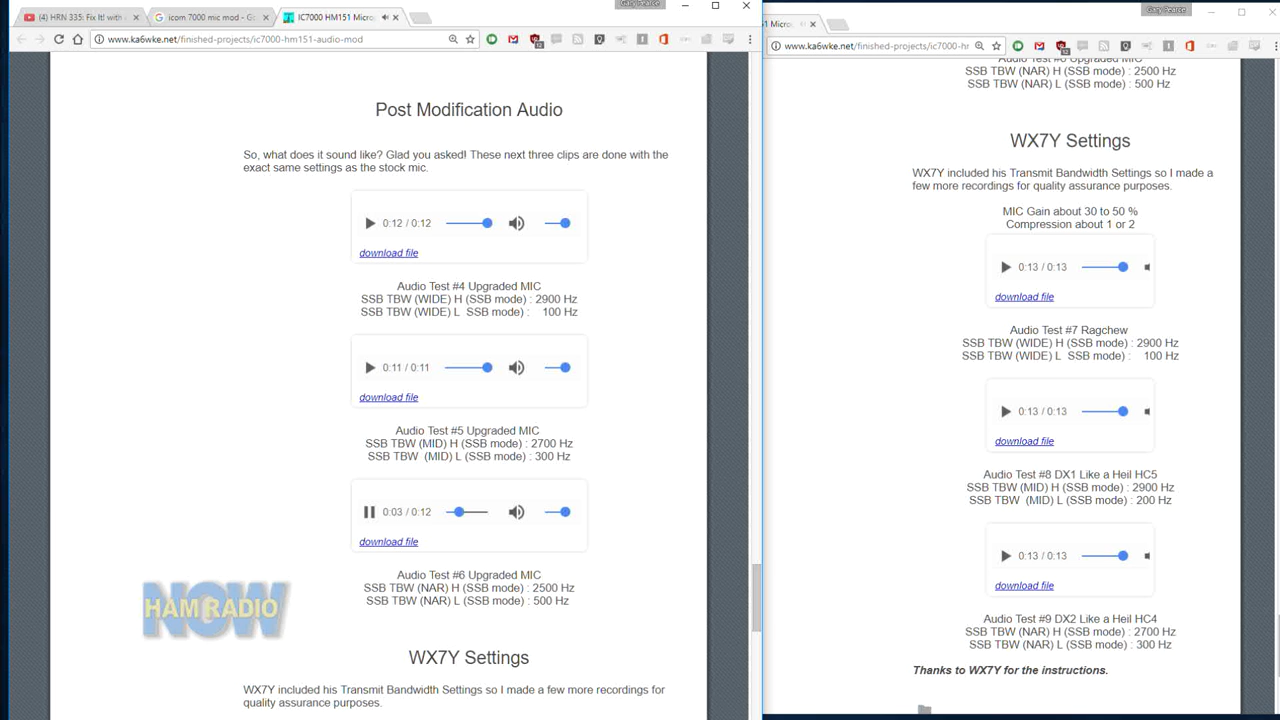 Gary Pearce
(4) HRN 335: Fix It! with
icom 7000 mic mod - Go
IC7000 HM151 Micro
www.ka6wke.net/finished-projects/ic7000-hm151-audio-mod
Post Modification Audio
So, what does it sound like? Glad you asked! These next three clips are done with the
exact same settings as the stock mic.
0:12 / 0:12
download file
Audio Test #4 Upgraded MIC
SSB TBW (WIDE) H (SSB mode) : 2900 Hz
SSB TBW (WIDE) L  SSB mode) :    100 Hz
0:11 / 0:11
download file
Audio Test #5 Upgraded MIC
SSB TBW (MID) H (SSB mode) : 2700 Hz
SSB TBW  (MID) L (SSB mode) : 300 Hz
0:03 / 0:12
download file
Audio Test #6 Upgraded MIC
SSB TBW (NAR) H (SSB mode) : 2500 Hz
SSB TBW (NAR) L (SSB mode) : 500 Hz
HAM RADIO
NOW
WX7Y Settings
WX7Y included his Transmit Bandwidth Settings so I made a few more recordings for
quality assurance purposes.
Gary Pearce
51 Micro
www.ka6wke.net/finished-projects/ic7000-h
Audio Test #6 Upgraded MIC
SSB TBW (NAR) H (SSB mode) : 2500 Hz
SSB TBW (NAR) L (SSB mode) : 500 Hz
WX7Y Settings
WX7Y included his Transmit Bandwidth Settings so I made a
few more recordings for quality assurance purposes.
MIC Gain about 30 to 50 %
Compression about 1 or 2
0:13 / 0:13
download file
Audio Test #7 Ragchew
SSB TBW (WIDE) H (SSB mode) : 2900 Hz
SSB TBW (WIDE) L  SSB mode) :    100 Hz
0:13 / 0:13
download file
Audio Test #8 DX1 Like a Heil HC5
SSB TBW (MID) H (SSB mode) : 2900 Hz
SSB TBW  (MID) L (SSB mode) : 200 Hz
0:13 / 0:13
download file
Audio Test #9 DX2 Like a Heil HC4
SSB TBW (NAR) H (SSB mode) : 2700 Hz
SSB TBW (NAR) L (SSB mode) : 300 Hz
Thanks to WX7Y for the instructions.